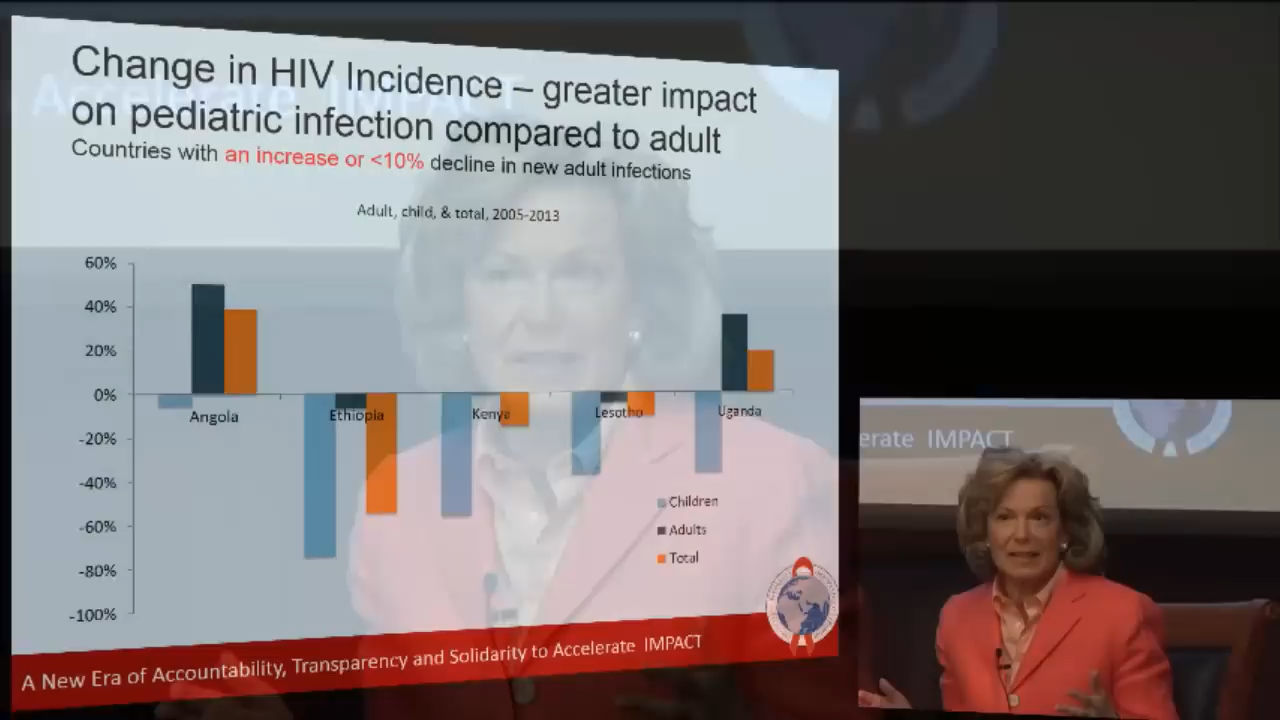 Change in HIV Incidence – greater impact
on pediatric infection compared to adult
Countries with an increase or <10% decline in new adult infections
Adult, child, & total, 2005-2013
60%
40%
20%
0%
-20%
-40%
-60%
-80%
-100%
Angola
Ethiopia
Kenya
Lesotho
Uganda
Children
Adults
Total
A New Era of Accountability, Transparency and Solidarity to Accelerate IMPACT
Accelerate IMPACT
erate IMPACT